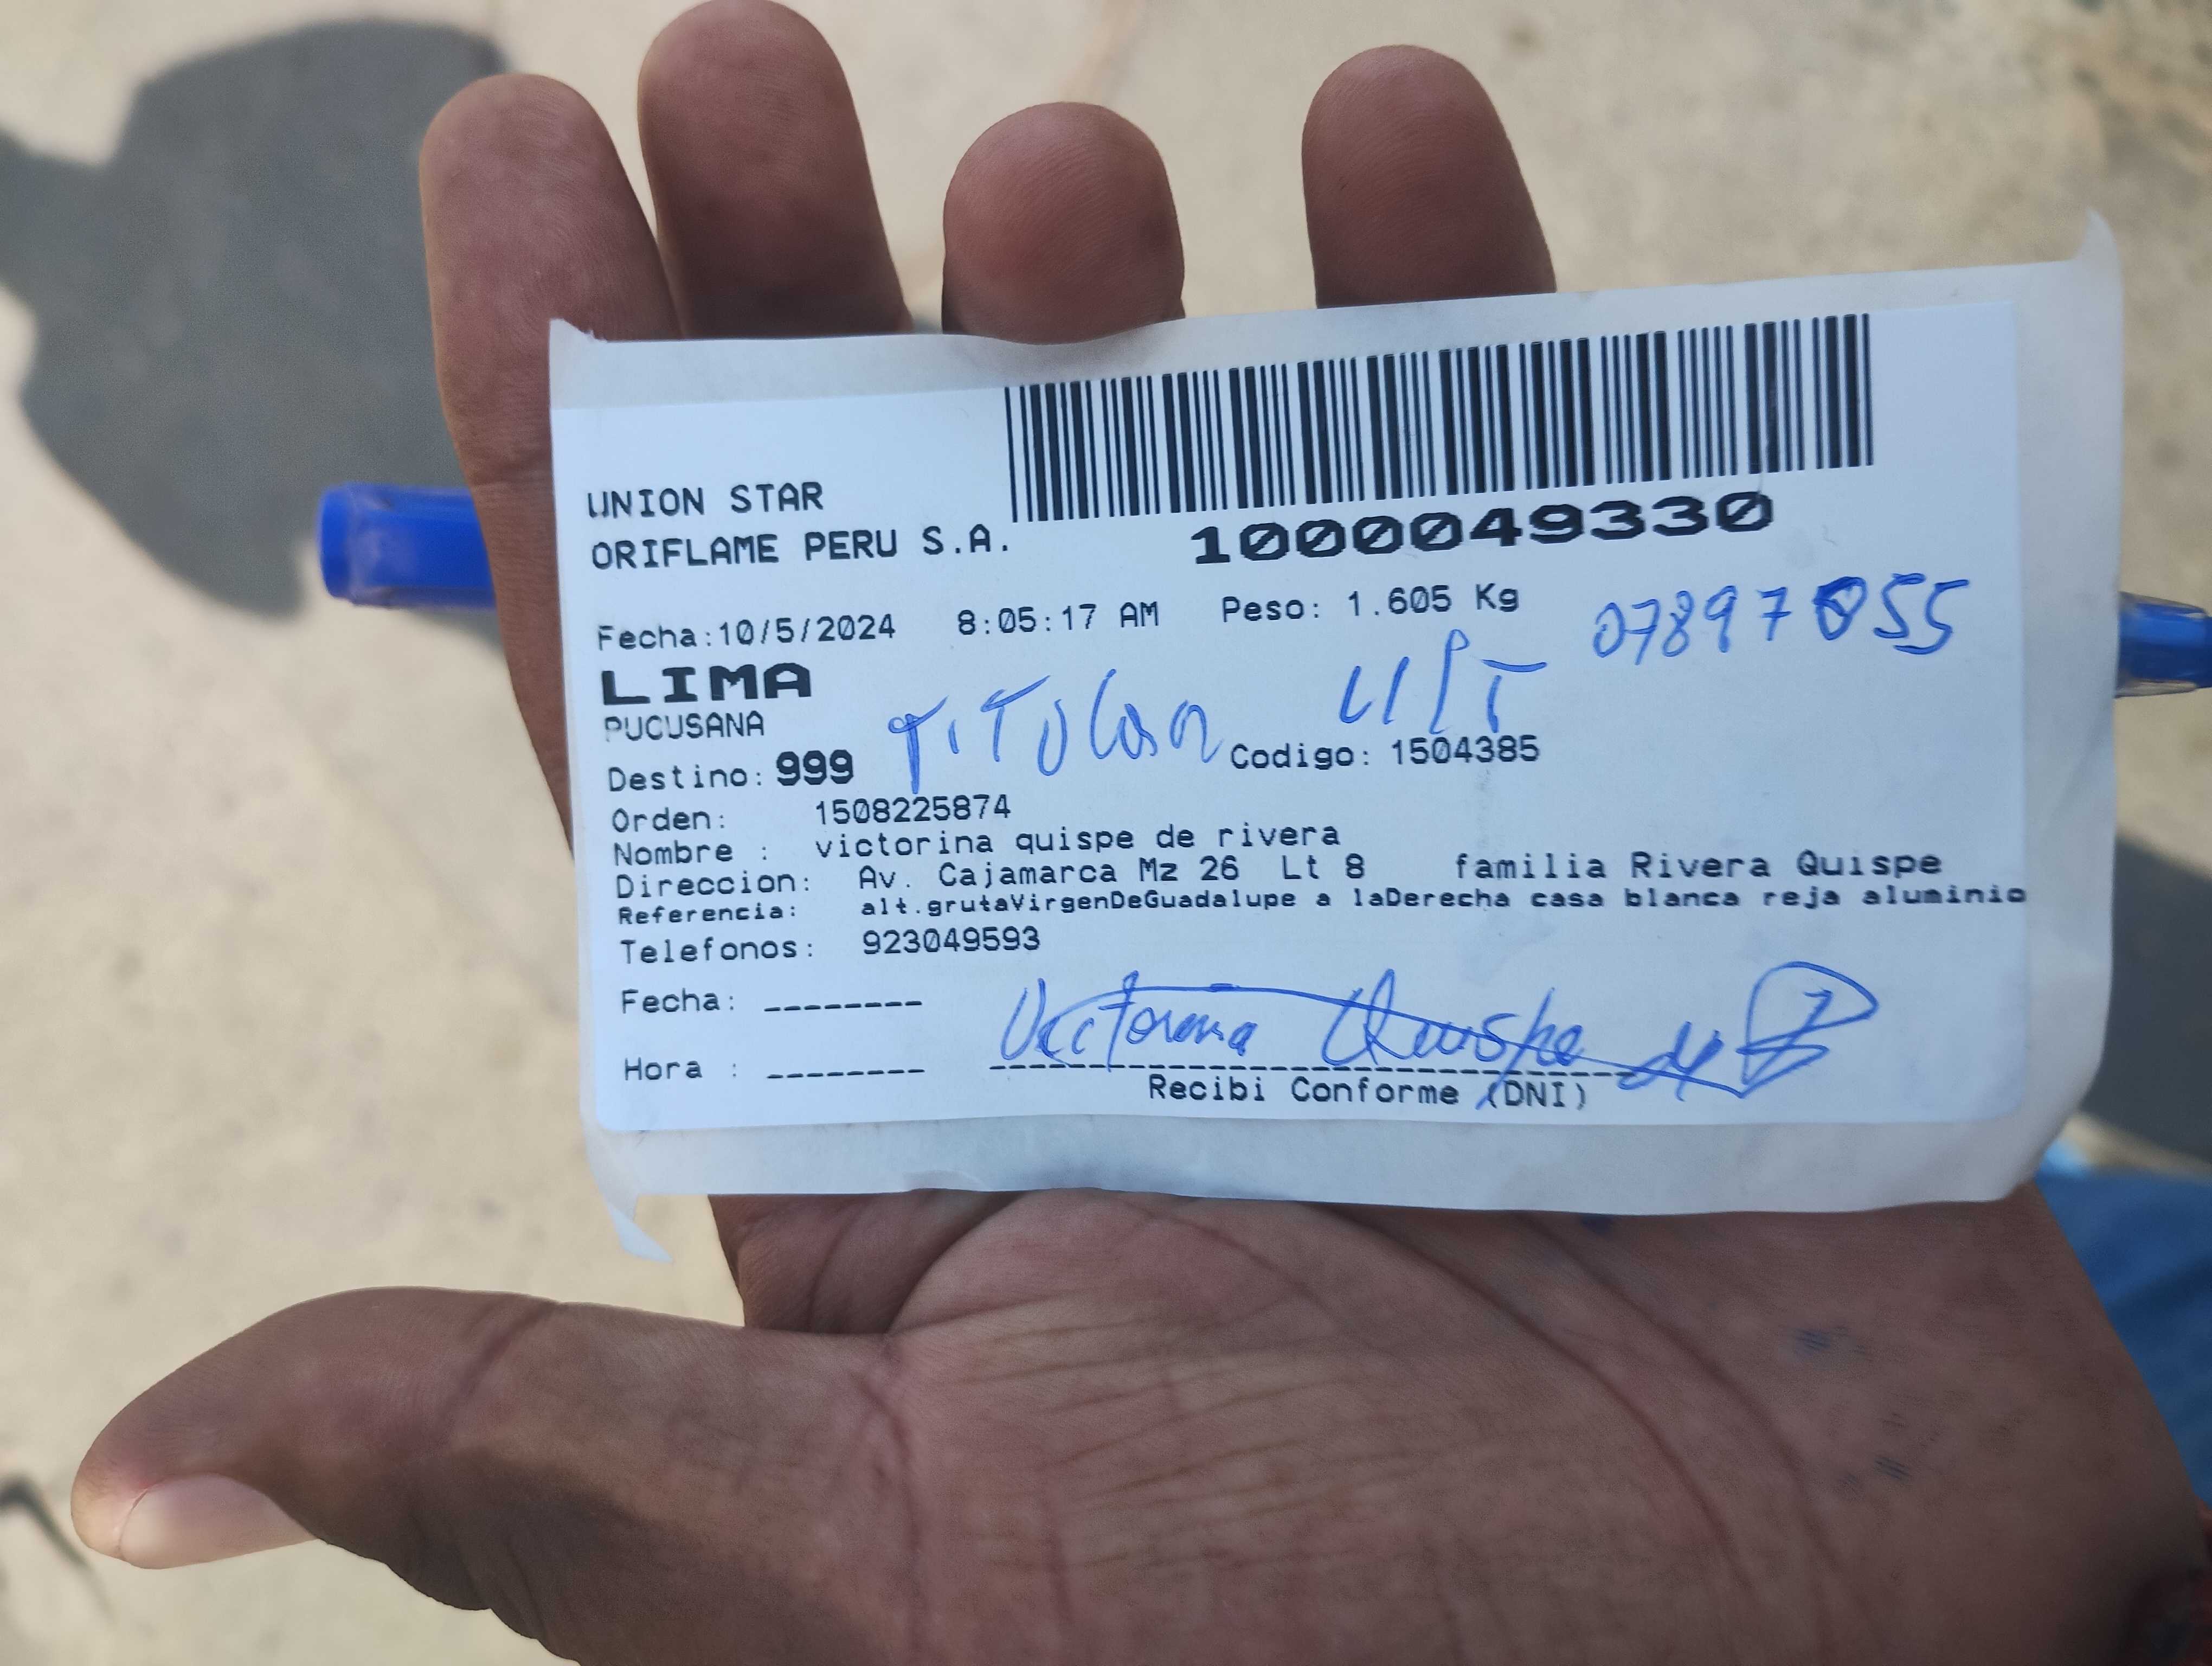 UNION STAR
ORIFLAME PERU S.A.
1000049330
Fecha:10/5/2024 8:05:17 AM Peso: 1.605 Kg
07897055
LIMA
PUCUSANA
TITULAR
Destino: 999 Codigo: 1504385
Orden: 1508225874
Nombre : victorina quispe de rivera
Direccion: Av. Cajamarca Mz 26 Lt 8 familia Rivera Quispe
Referencia: alt.grutaVirgenDeGuadalupe a laDerecha casa blanca reja aluminio
Telefonos: 923049593
Fecha: --------
Victorina Quispe de
Hora : --------
Recibi Conforme (DNI)